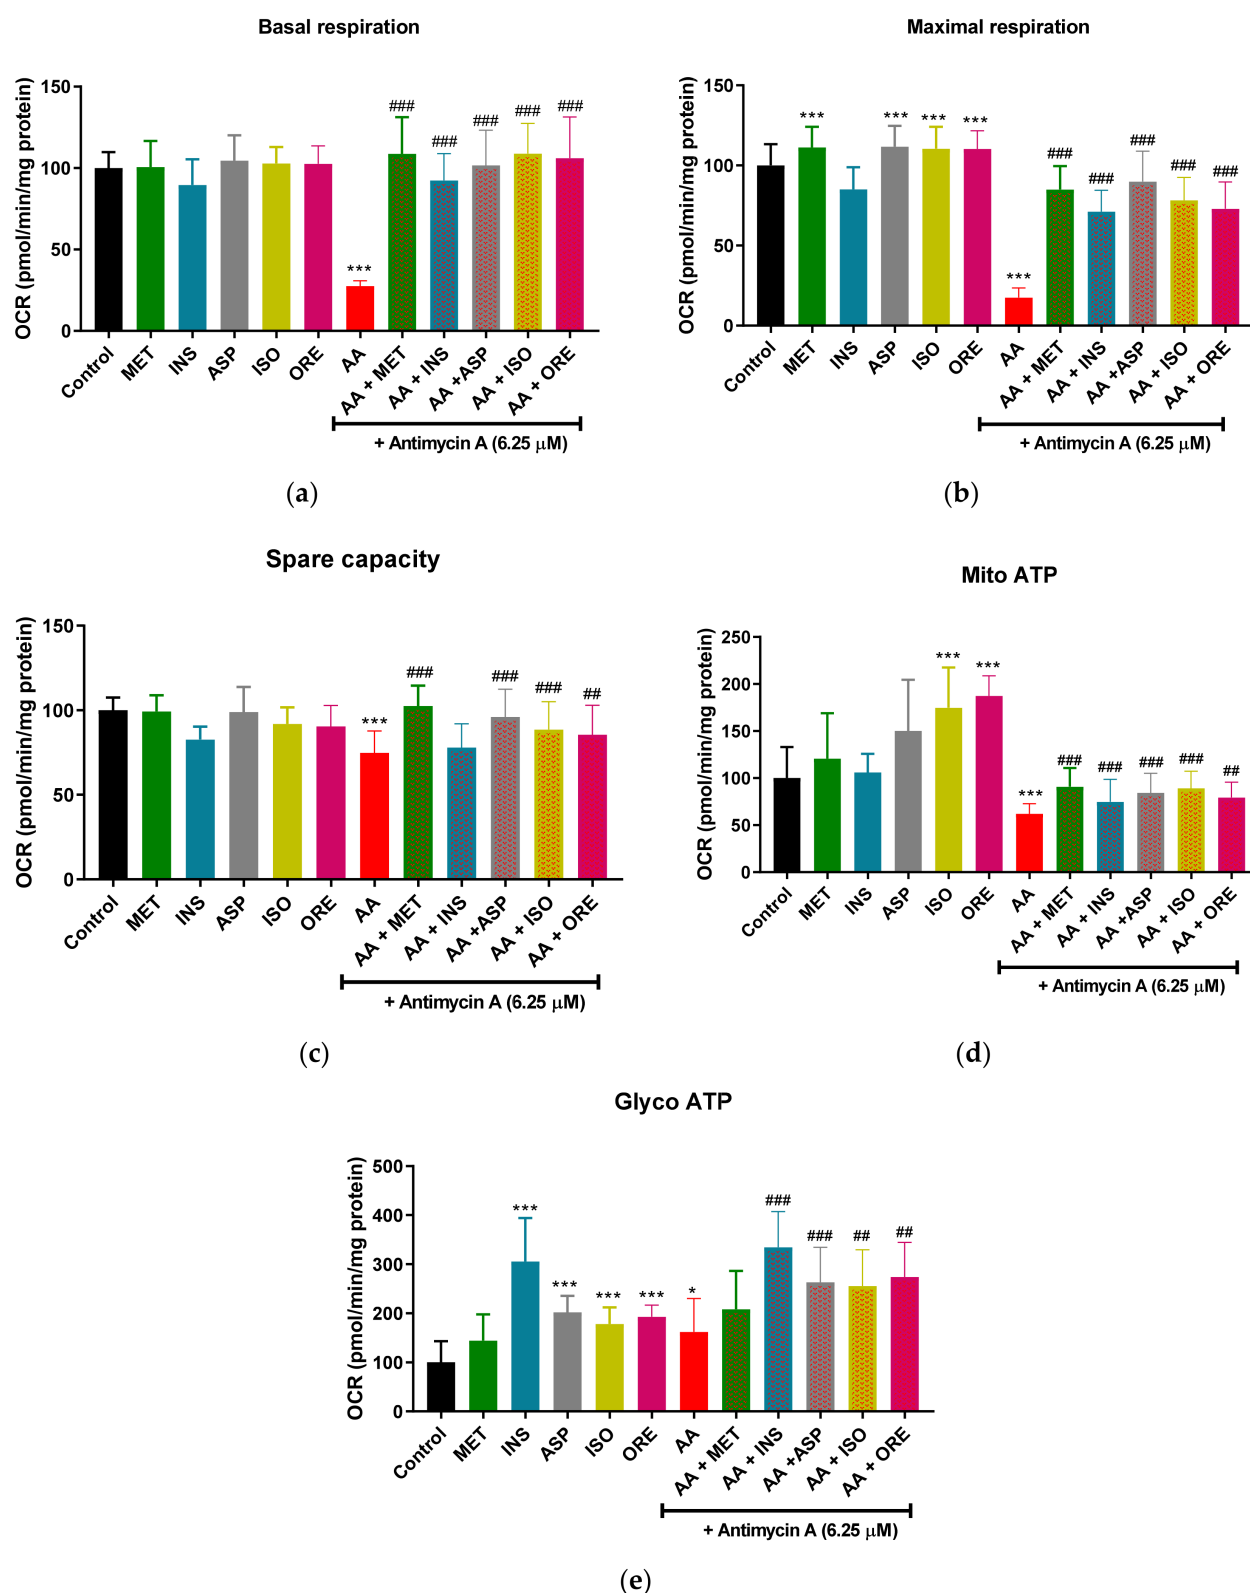 Basal respiration
OCR (pmol/min/mg protein)
150
100
50
0
***
###
###
###
###
###
Control
MET
INS
ASP
ISO
ORE
AA
AA + MET
AA + INS
AA +ASP
AA + ISO
AA + ORE
+ Antimycin A (6.25 μM)
(a)
Maximal respiration
OCR (pmol/min/mg protein)
150
100
50
0
***
***
***
***
***
###
###
###
###
###
Control
MET
INS
ASP
ISO
ORE
AA
AA + MET
AA + INS
AA +ASP
AA + ISO
AA + ORE
+ Antimycin A (6.25 μM)
(b)
Spare capacity
OCR (pmol/min/mg protein)
150
100
50
0
***
###
###
###
##
Control
MET
INS
ASP
ISO
ORE
AA
AA + MET
AA + INS
AA +ASP
AA + ISO
AA + ORE
+ Antimycin A (6.25 μM)
(c)
Mito ATP
OCR (pmol/min/mg protein)
250
200
150
100
50
0
***
***
***
###
###
###
###
##
Control
MET
INS
ASP
ISO
ORE
AA
AA + MET
AA + INS
AA +ASP
AA + ISO
AA + ORE
+ Antimycin A (6.25 μM)
(d)
Glyco ATP
OCR (pmol/min/mg protein)
500
400
300
200
100
0
***
***
***
***
*
###
###
##
##
Control
MET
INS
ASP
ISO
ORE
AA
AA + MET
AA + INS
AA +ASP
AA + ISO
AA + ORE
+ Antimycin A (6.25 μM)
(e)